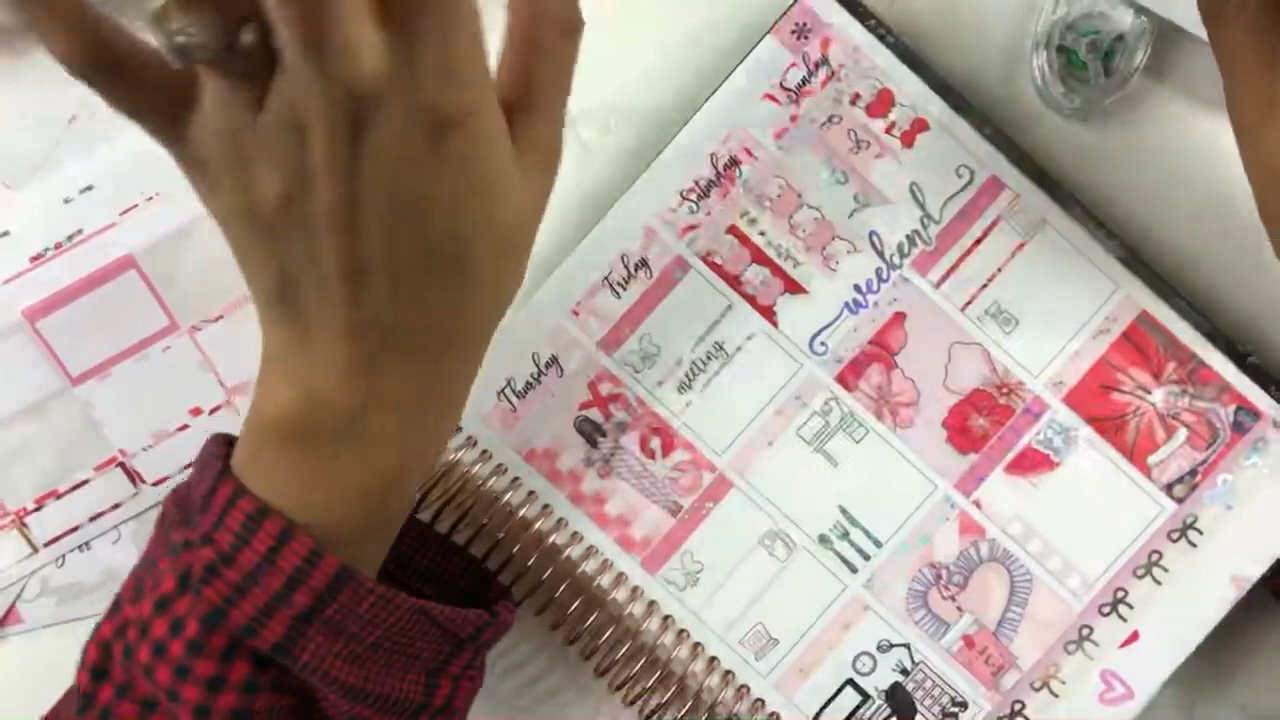 Thursday
Friday
Saturday
Sunday
meeting
weekend